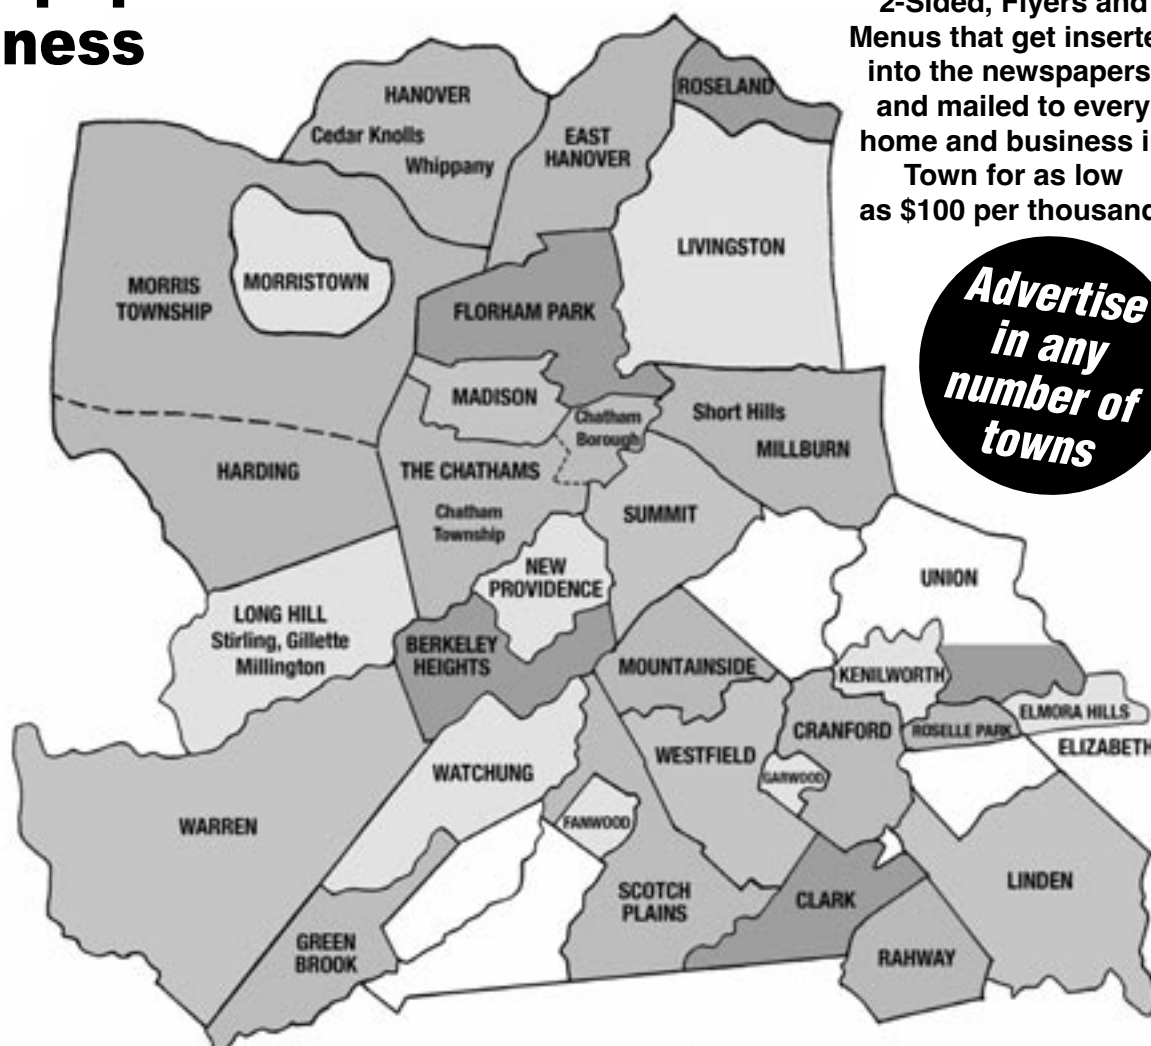 ness
2-Sided, Flyers and
Menus that get inserte
into the newspapers
and mailed to every
home and business i
Town for as low
as $100 per thousand
Advertise
in any
number of
towns
HANOVER
Cedar Knolls
Whippany
EAST
HANOVER
ROSELAND
LIVINGSTON
MORRIS
TOWNSHIP
MORRISTOWN
FLORHAM PARK
MADISON
Chatham
Borough
Short Hills
MILLBURN
HARDING
THE CHATHAMS
Chatham
Township
SUMMIT
NEW
PROVIDENCE
UNION
LONG HILL
Stirling, Gillette
Millington
BERKELEY
HEIGHTS
MOUNTAINSIDE
KENILWORTH
ELMORA HILLS
CRANFORD
ROSELLE PARK
ELIZABETH
WESTFIELD
GARWOOD
WATCHUNG
WARREN
FANWOOD
SCOTCH
PLAINS
CLARK
LINDEN
GREEN
BROOK
RAHWAY